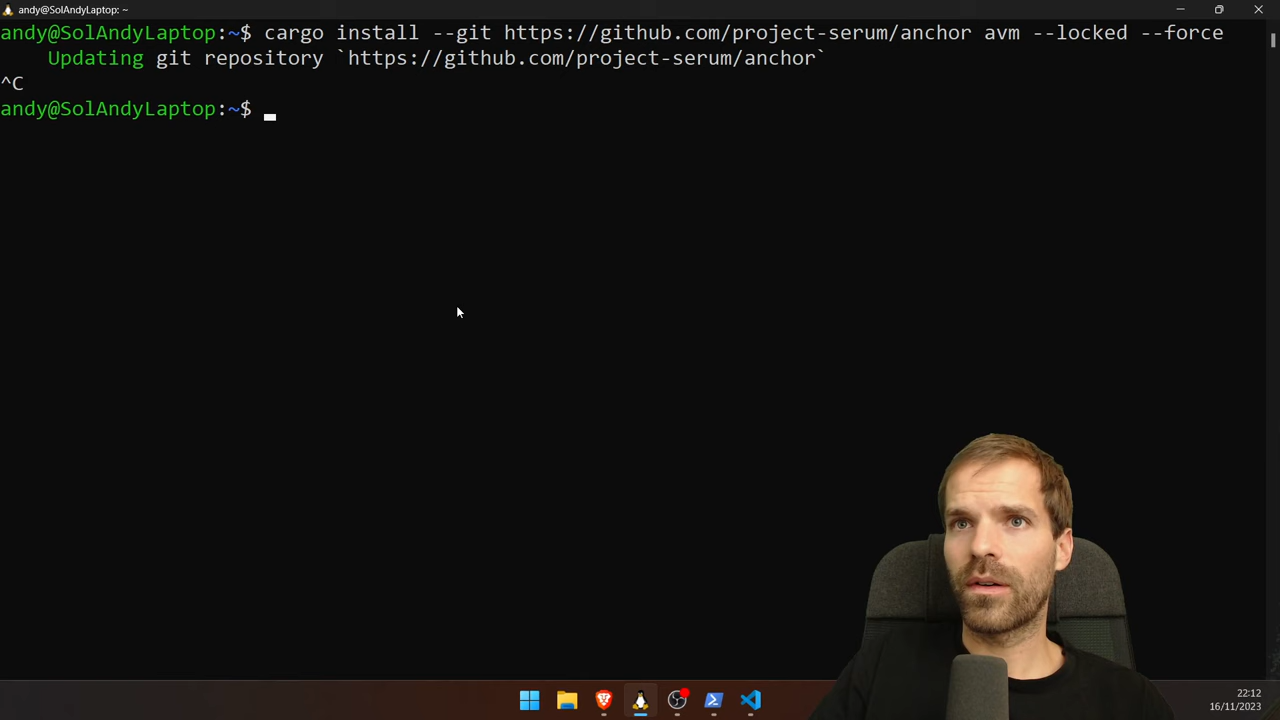 andy@SolAndyLaptop: ~
andy@SolAndyLaptop:~$ cargo install --git https://github.com/project-serum/anchor avm --locked --force
    Updating git repository `https://github.com/project-serum/anchor`
^C
andy@SolAndyLaptop:~$
22:12
16/11/2023